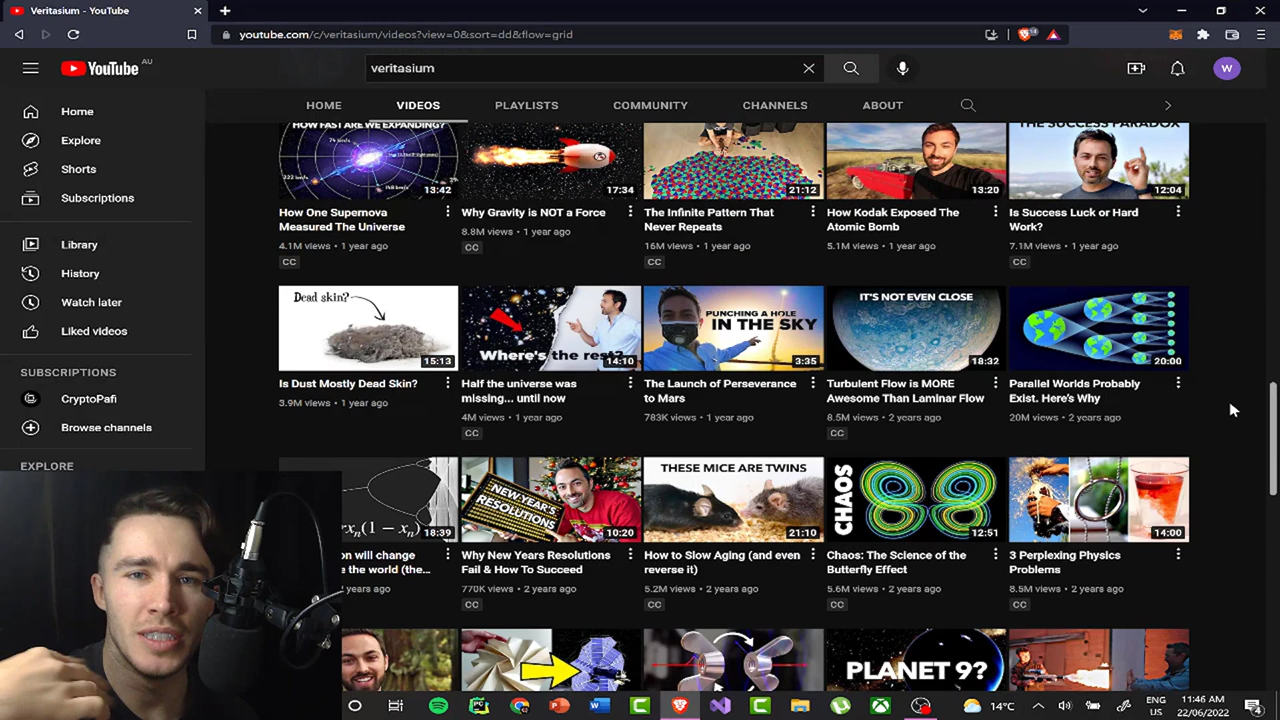 Veritasium - YouTube
youtube.com/c/veritasium/videos?view=0&sort=dd&flow=grid
YouTube AU
veritasium
W
HOME VIDEOS PLAYLISTS COMMUNITY CHANNELS ABOUT
Home
Explore
Shorts
Subscriptions
Library
History
Watch later
Liked videos
SUBSCRIPTIONS
CryptoPafi
Browse channels
EXPLORE
HOW FAST ARE WE EXPANDING?
13:42
How One Supernova
Measured The Universe
4.1M views • 1 year ago
CC
17:34
Why Gravity is NOT a Force
8.8M views • 1 year ago
CC
21:12
The Infinite Pattern That
Never Repeats
16M views • 1 year ago
CC
13:20
How Kodak Exposed The
Atomic Bomb
5.1M views • 1 year ago
THE SUCCESS PARADOX
12:04
Is Success Luck or Hard
Work?
7.1M views • 1 year ago
CC
Dead skin?
15:13
Is Dust Mostly Dead Skin?
3.9M views • 1 year ago
Where's the rest?
14:10
Half the universe was
missing... until now
4M views • 1 year ago
CC
PUNCHING A HOLE
IN THE SKY
3:35
The Launch of Perseverance
to Mars
783K views • 1 year ago
IT'S NOT EVEN CLOSE
18:32
Turbulent Flow is MORE
Awesome Than Laminar Flow
8.5M views • 2 years ago
CC
20:00
Parallel Worlds Probably
Exist. Here's Why
20M views • 2 years ago
rxn(1 − xn)
18:39
on will change
e the world (the...
years ago
NEW YEAR'S
RESOLUTIONS
10:20
Why New Years Resolutions
Fail & How To Succeed
770K views • 2 years ago
CC
THESE MICE ARE TWINS
21:10
How to Slow Aging (and even
reverse it)
5.2M views • 2 years ago
CC
CHAOS
12:51
Chaos: The Science of the
Butterfly Effect
5.6M views • 2 years ago
CC
14:00
3 Perplexing Physics
Problems
8.5M views • 2 years ago
CC
PLANET 9?
14°C
ENG
US
11:46 AM
22/06/2022